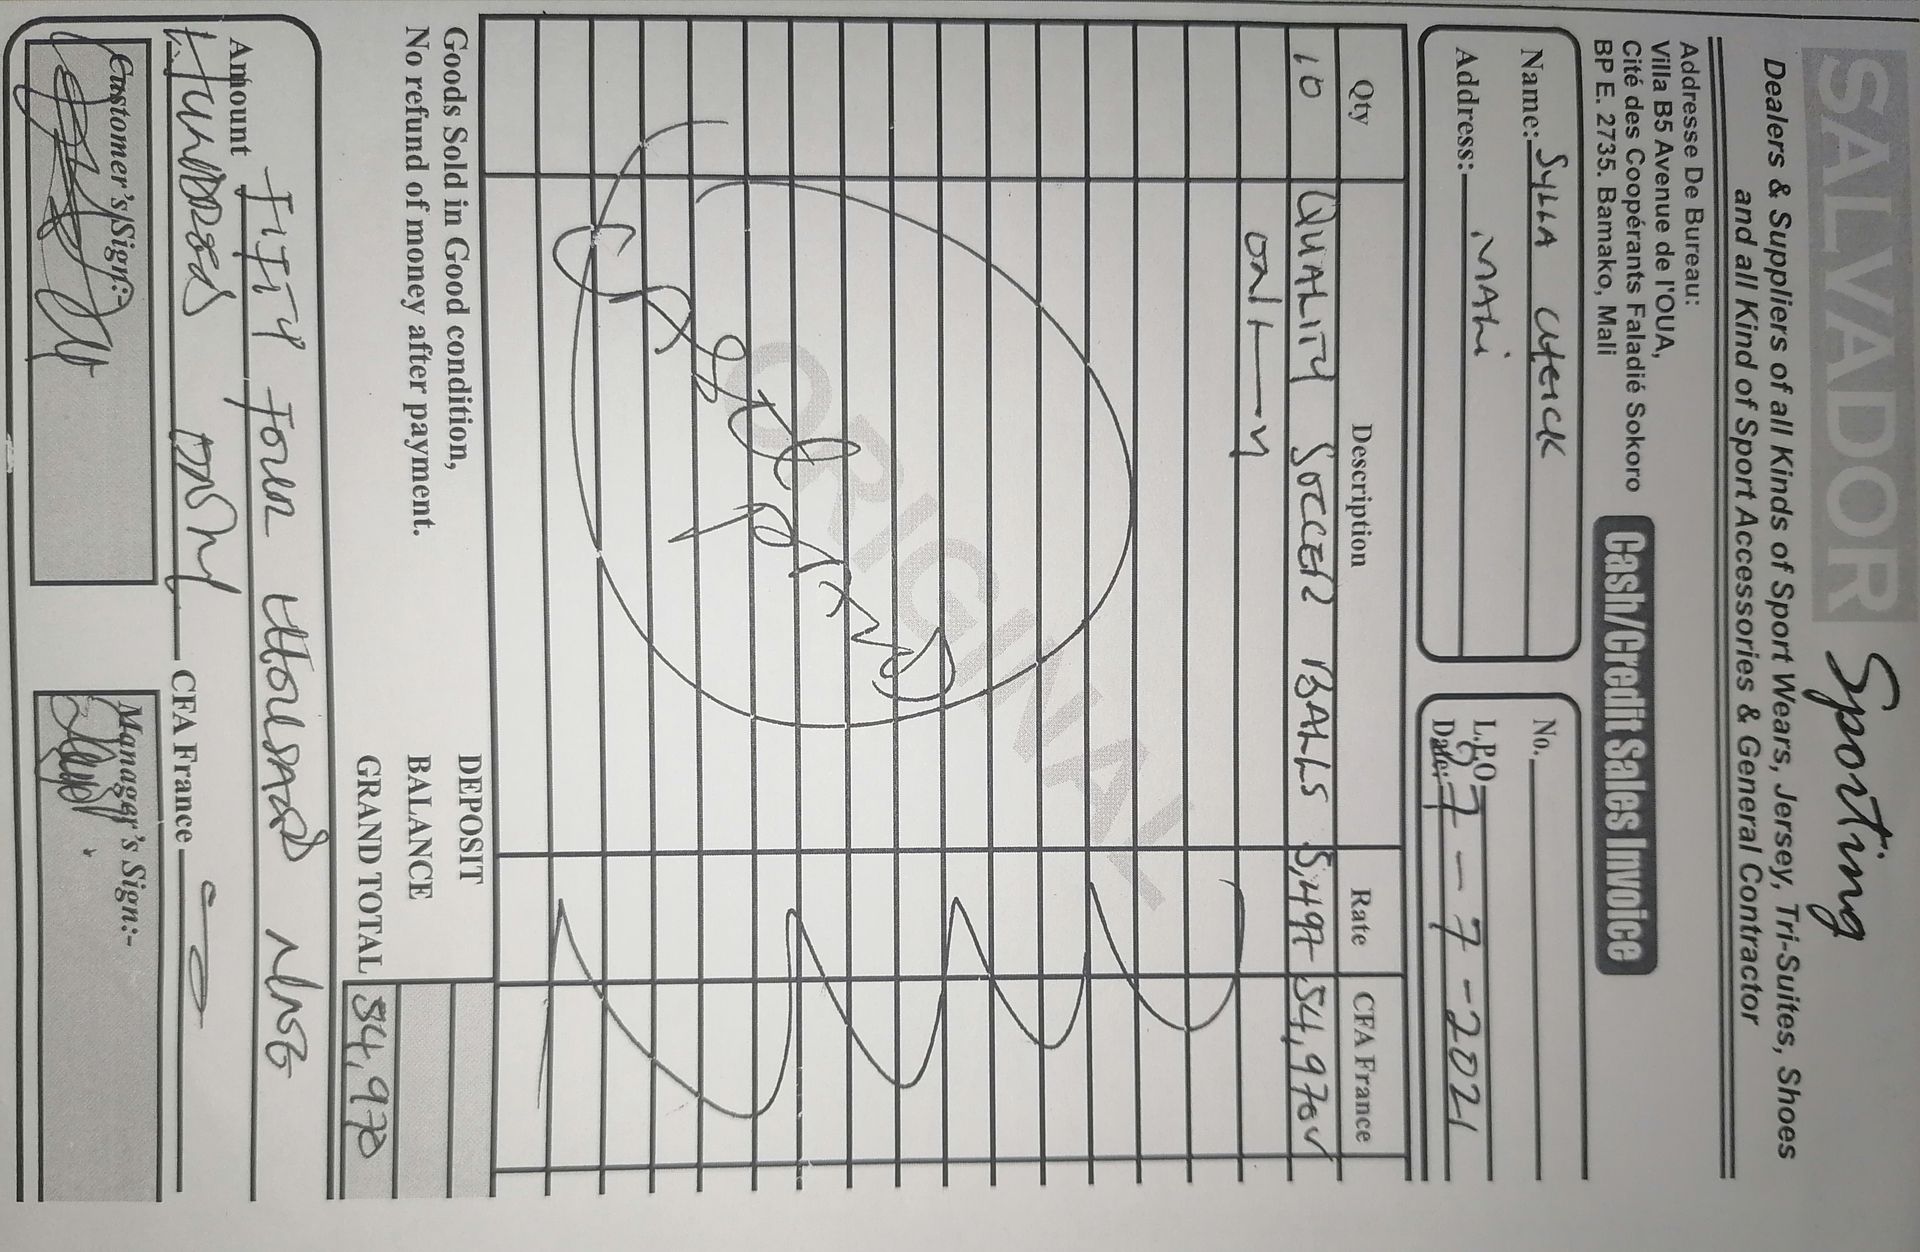 SALVADOR Sporting
Dealers & Suppliers of all Kinds of Sport Wears, Jersey, Tri-Suites, Shoes
and all Kind of Sport Accessories & General Contractor
Addresse De Bureau:
Villa B5 Avenue de l'OUA,
Cité des Coopérants Faladié Sokoro
BP E. 2735. Bamako, Mali
Cash/Credit Sales Invoice
Name: SYLLA CHEICK
Address: MALI
No.
L.P.O
Date: 7-7-2021
Qty Description Rate CFA France
10 QUALITY SOCCER BALLS 5,497 54,970
ONLY
ORIGINAL
Goods Sold in Good condition,
No refund of money after payment.
DEPOSIT
BALANCE
GRAND TOTAL 54,970
Amount FIFTY FOUR THOUSAND NINE
HUNDRED ONLY CFA France
Customer's Sign:-
Manager's Sign:-